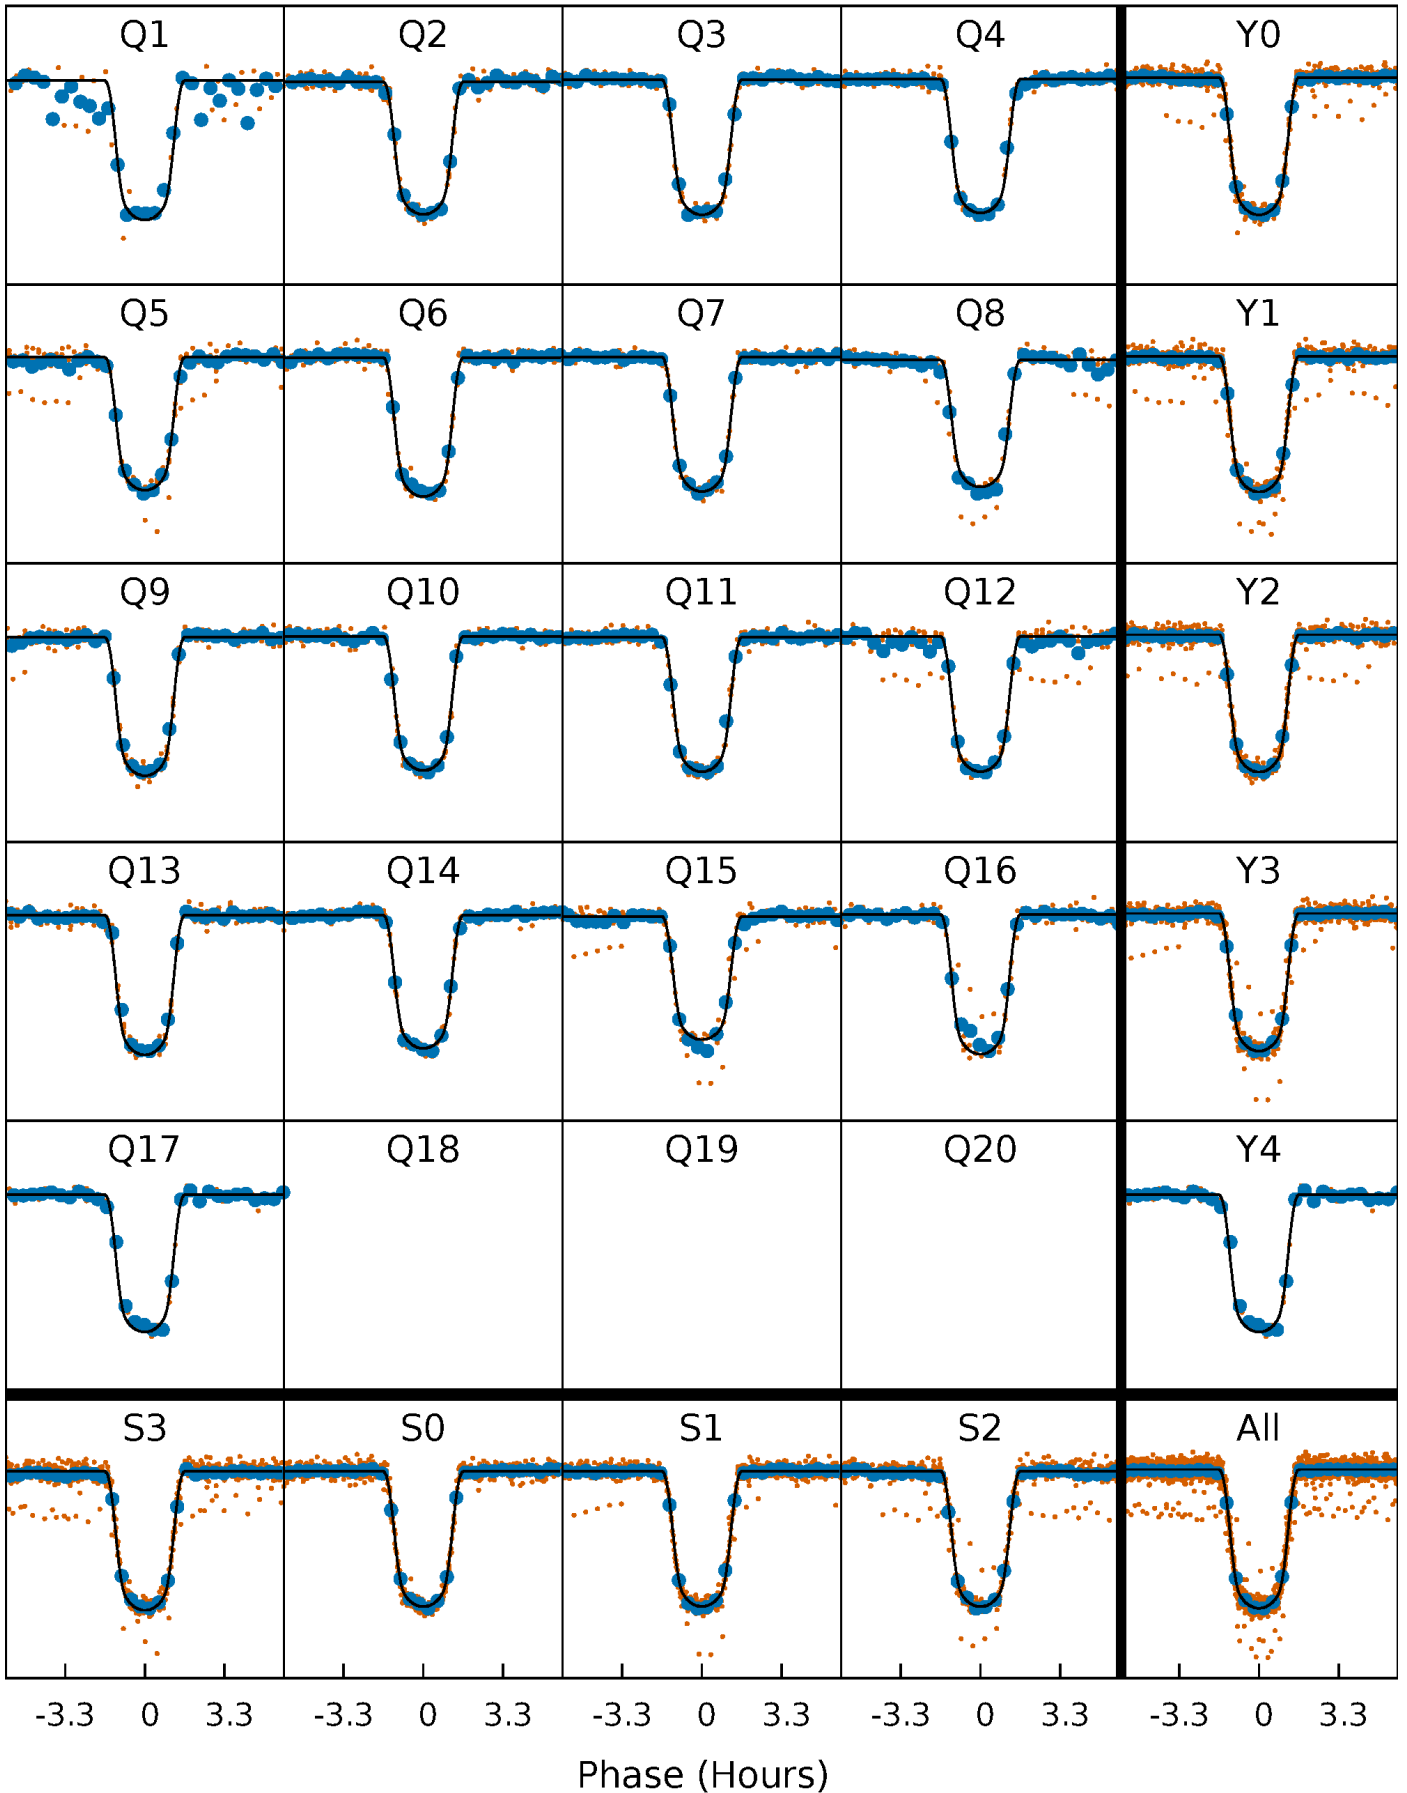 Q1 Q2 Q3 Q4 Y0
Q5 Q6 Q7 Q8 Y1
Q9 Q10 Q11 Q12 Y2
Q13 Q14 Q15 Q16 Y3
Q17 Q18 Q19 Q20 Y4
S3 S0 S1 S2 All
-3.3 0 3.3 -3.3 0 3.3 -3.3 0 3.3 -3.3 0 3.3 -3.3 0 3.3
Phase (Hours)